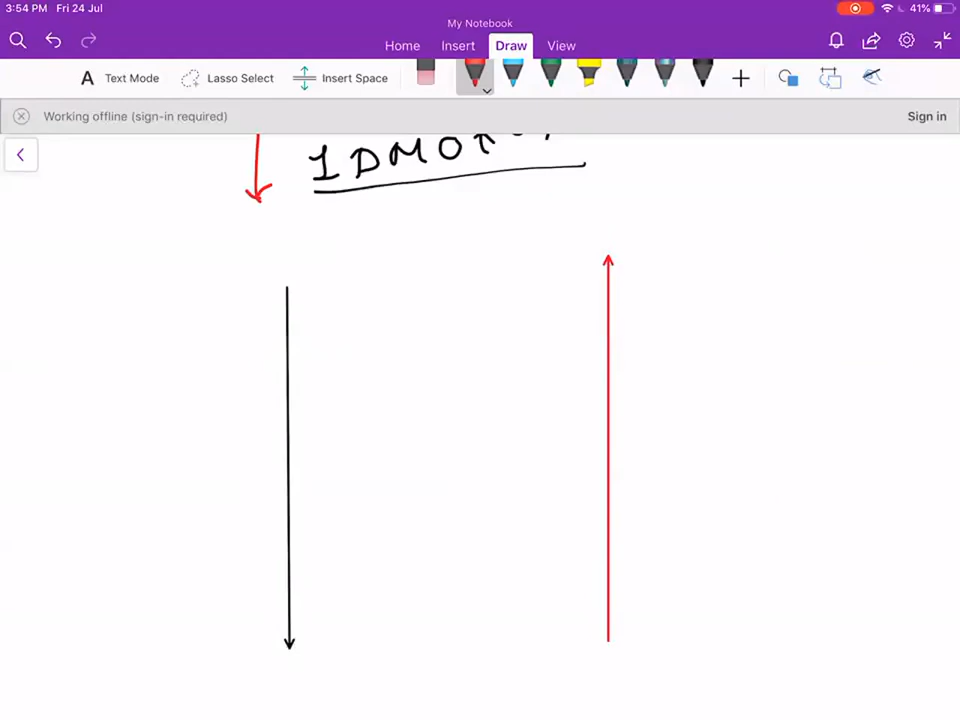 3:54 PM Fri 24 Jul 41%
My Notebook
Home Insert Draw View
A Text Mode Lasso Select Insert Space
Working offline (sign-in required) Sign in